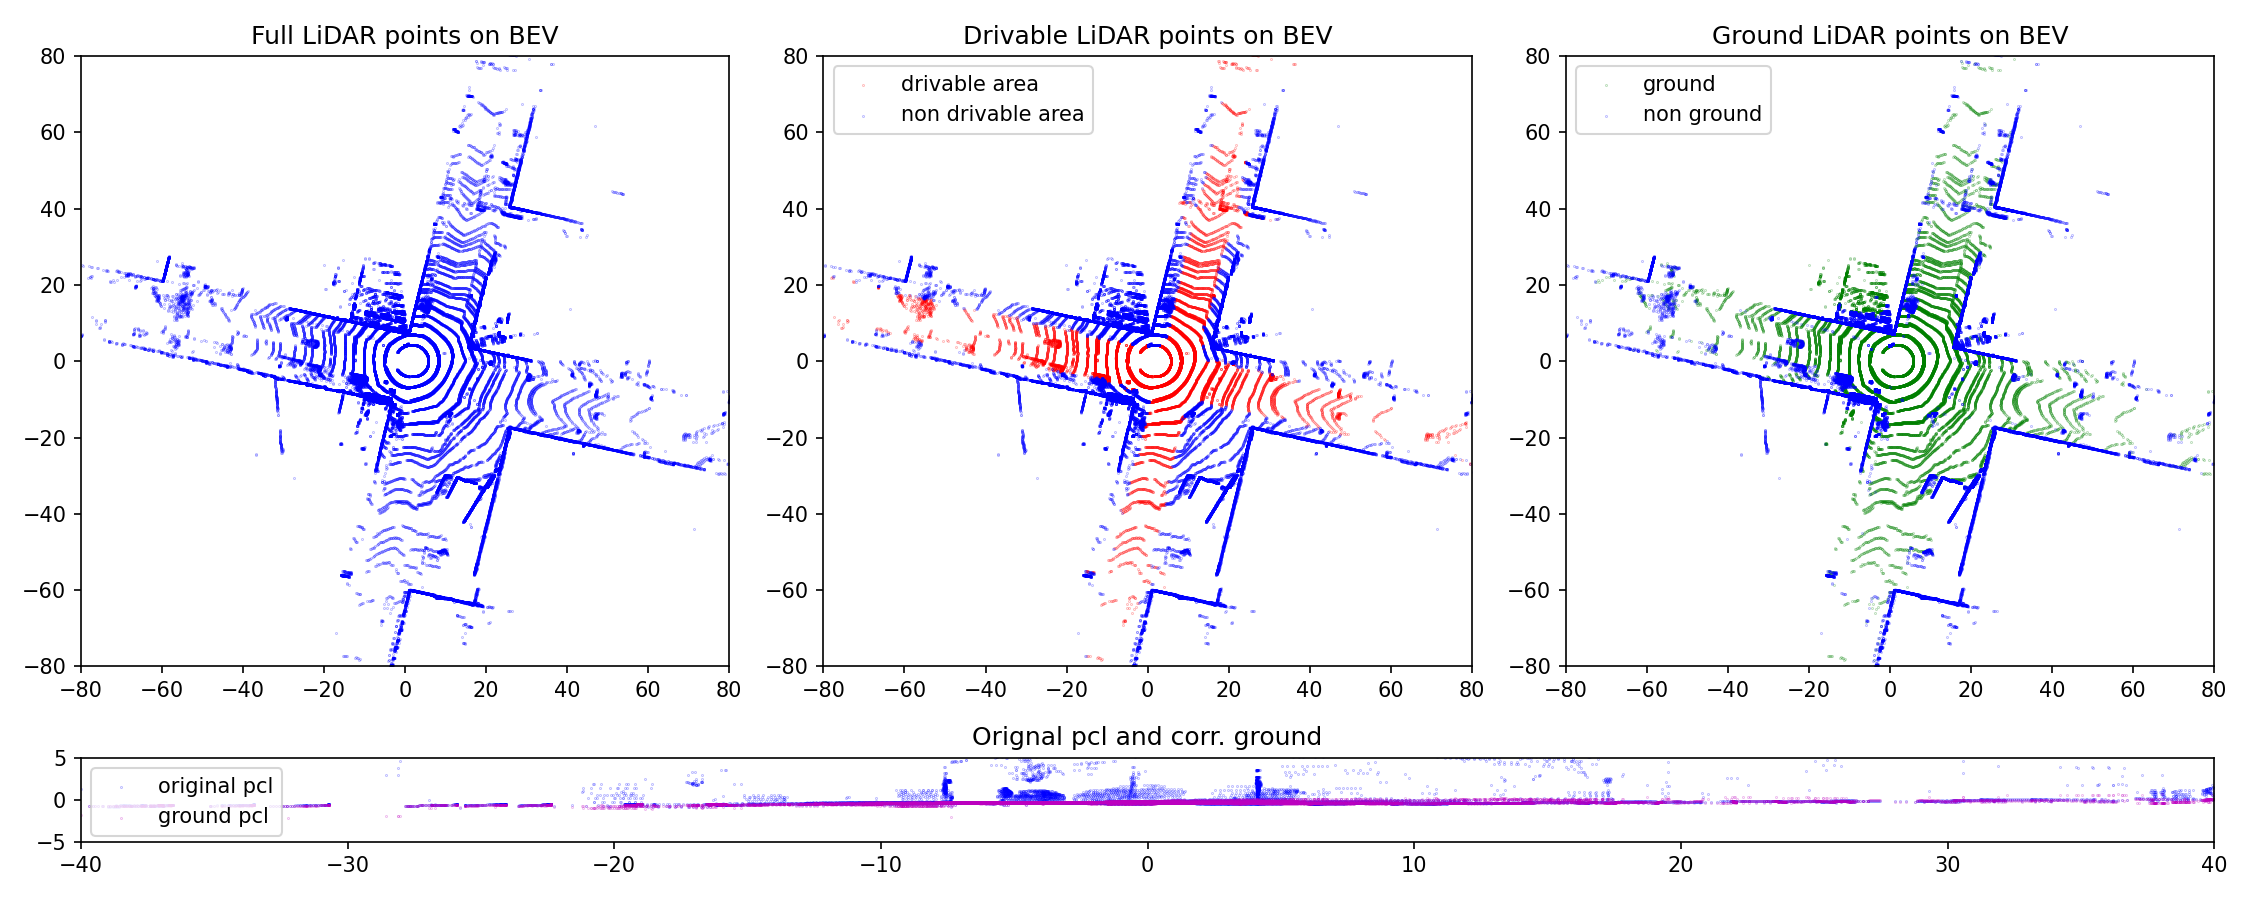 Full LiDAR points on BEV
80
60
40
20
0
−20
−40
−60
−80
−80 −60 −40 −20 0 20 40 60 80
Drivable LiDAR points on BEV
drivable area
non drivable area
80
60
40
20
0
−20
−40
−60
−80
−80 −60 −40 −20 0 20 40 60 80
Ground LiDAR points on BEV
ground
non ground
80
60
40
20
0
−20
−40
−60
−80
−80 −60 −40 −20 0 20 40 60 80
Orignal pcl and corr. ground
original pcl
ground pcl
5
0
−5
−40 −30 −20 −10 0 10 20 30 40